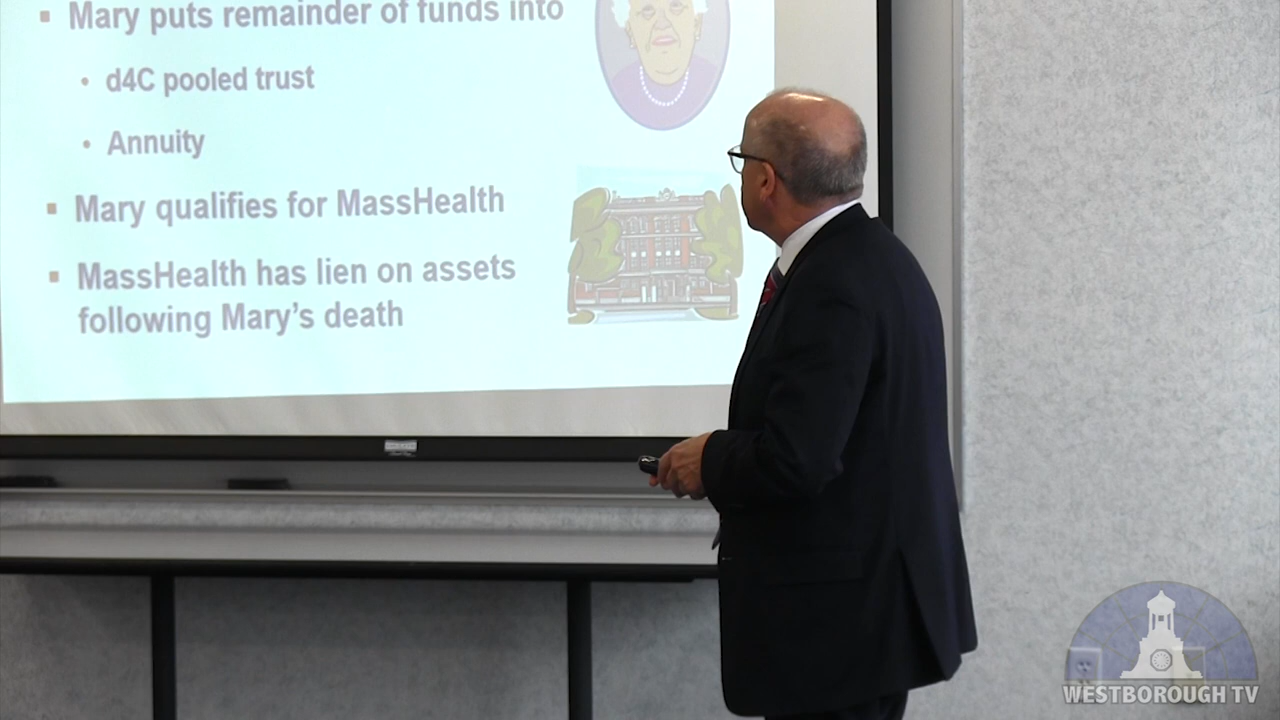 Mary puts remainder of funds into
d4C pooled trust
Annuity
Mary qualifies for MassHealth
MassHealth has lien on assets
following Mary's death
WESTBOROUGH TV